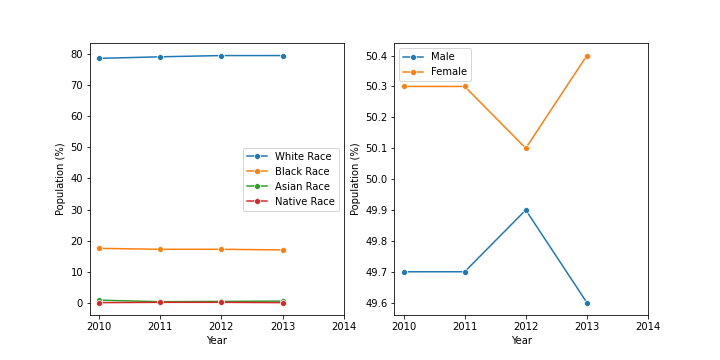 80
70
60
50
40
30
20
10
0
Population (%)
2010 2011 2012 2013 2014
Year
White Race
Black Race
Asian Race
Native Race
50.4
50.3
50.2
50.1
50.0
49.9
49.8
49.7
49.6
Population (%)
2010 2011 2012 2013 2014
Year
Male
Female